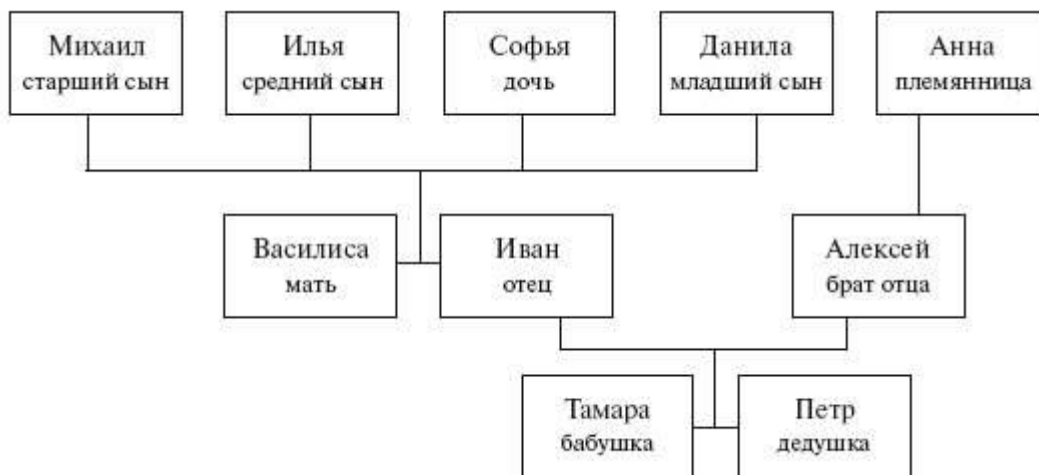 Михаил
старший сын
Илья
средний сын
Софья
дочь
Данила
младший сын
Анна
племянница
Василиса
мать
Иван
отец
Алексей
брат отца
Тамара
бабушка
Петр
дедушка